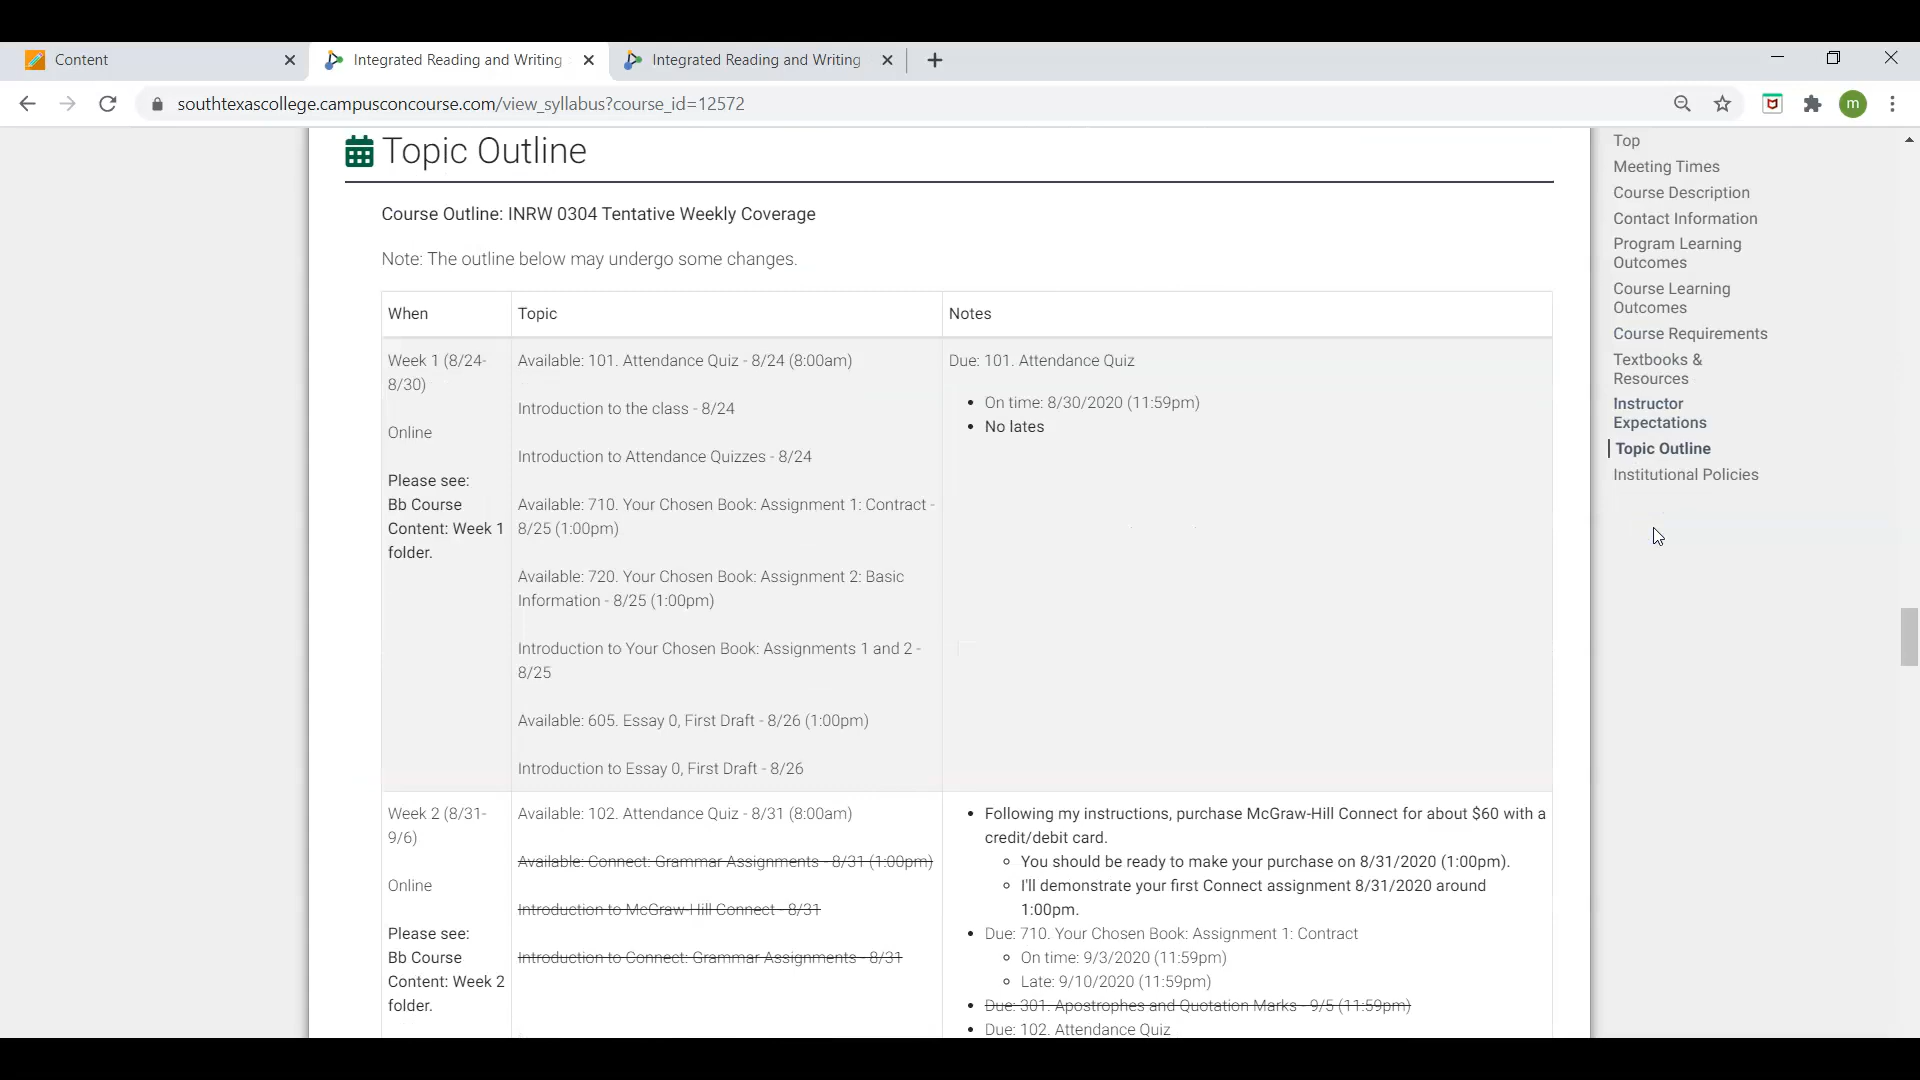 Content
Integrated Reading and Writing
Integrated Reading and Writing
southtexascollege.campusconcourse.com/view_syllabus?course_id=12572
m
Topic Outline
Course Outline: INRW 0304 Tentative Weekly Coverage
Note: The outline below may undergo some changes.
When
Topic
Notes
Week 1 (8/24-
8/30)
Online
Please see:
Bb Course
Content: Week 1
folder.
Available: 101. Attendance Quiz - 8/24 (8:00am)
Introduction to the class - 8/24
Introduction to Attendance Quizzes - 8/24
Available: 710. Your Chosen Book: Assignment 1: Contract -
8/25 (1:00pm)
Available: 720. Your Chosen Book: Assignment 2: Basic
Information - 8/25 (1:00pm)
Introduction to Your Chosen Book: Assignments 1 and 2 -
8/25
Available: 605. Essay 0, First Draft - 8/26 (1:00pm)
Introduction to Essay 0, First Draft - 8/26
Due: 101. Attendance Quiz
• On time: 8/30/2020 (11:59pm)
• No lates
Week 2 (8/31-
9/6)
Online
Please see:
Bb Course
Content: Week 2
folder.
Available: 102. Attendance Quiz - 8/31 (8:00am)
Available: Connect: Grammar Assignments - 8/31 (1:00pm)
Introduction to McGraw-Hill Connect - 8/31
Introduction to Connect: Grammar Assignments - 8/31
• Following my instructions, purchase McGraw-Hill Connect for about $60 with a
credit/debit card.
◦ You should be ready to make your purchase on 8/31/2020 (1:00pm).
◦ I'll demonstrate your first Connect assignment 8/31/2020 around
1:00pm.
• Due: 710. Your Chosen Book: Assignment 1: Contract
◦ On time: 9/3/2020 (11:59pm)
◦ Late: 9/10/2020 (11:59pm)
• Due: 301. Apostrophes and Quotation Marks - 9/5 (11:59pm)
• Due: 102. Attendance Quiz
Top
Meeting Times
Course Description
Contact Information
Program Learning
Outcomes
Course Learning
Outcomes
Course Requirements
Textbooks &
Resources
Instructor
Expectations
Topic Outline
Institutional Policies